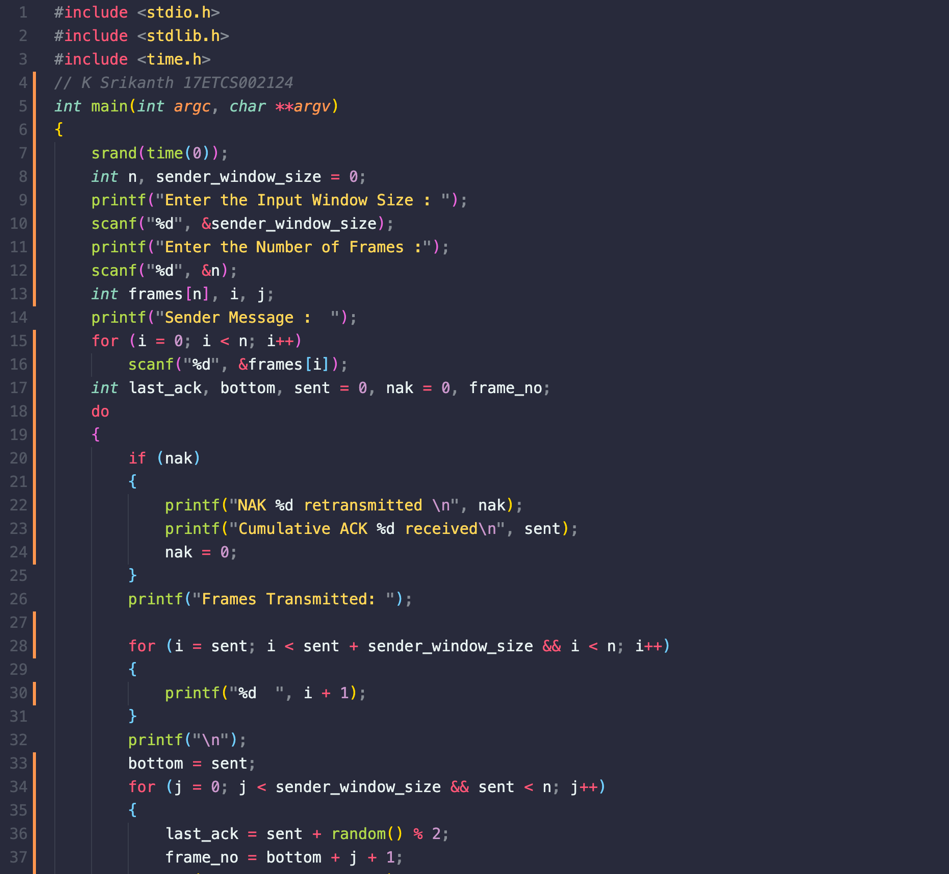 1 #include <stdio.h>
2 #include <stdlib.h>
3 #include <time.h>
4 // K Srikanth 17ETCS002124
5 int main(int argc, char **argv)
6 {
7     srand(time(0));
8     int n, sender_window_size = 0;
9     printf("Enter the Input Window Size : ");
10     scanf("%d", &sender_window_size);
11     printf("Enter the Number of Frames :");
12     scanf("%d", &n);
13     int frames[n], i, j;
14     printf("Sender Message :  ");
15     for (i = 0; i < n; i++)
16         scanf("%d", &frames[i]);
17     int last_ack, bottom, sent = 0, nak = 0, frame_no;
18     do
19     {
20         if (nak)
21         {
22             printf("NAK %d retransmitted \n", nak);
23             printf("Cumulative ACK %d received\n", sent);
24             nak = 0;
25         }
26         printf("Frames Transmitted: ");
27
28         for (i = sent; i < sent + sender_window_size && i < n; i++)
29         {
30             printf("%d  ", i + 1);
31         }
32         printf("\n");
33         bottom = sent;
34         for (j = 0; j < sender_window_size && sent < n; j++)
35         {
36             last_ack = sent + random() % 2;
37             frame_no = bottom + j + 1;